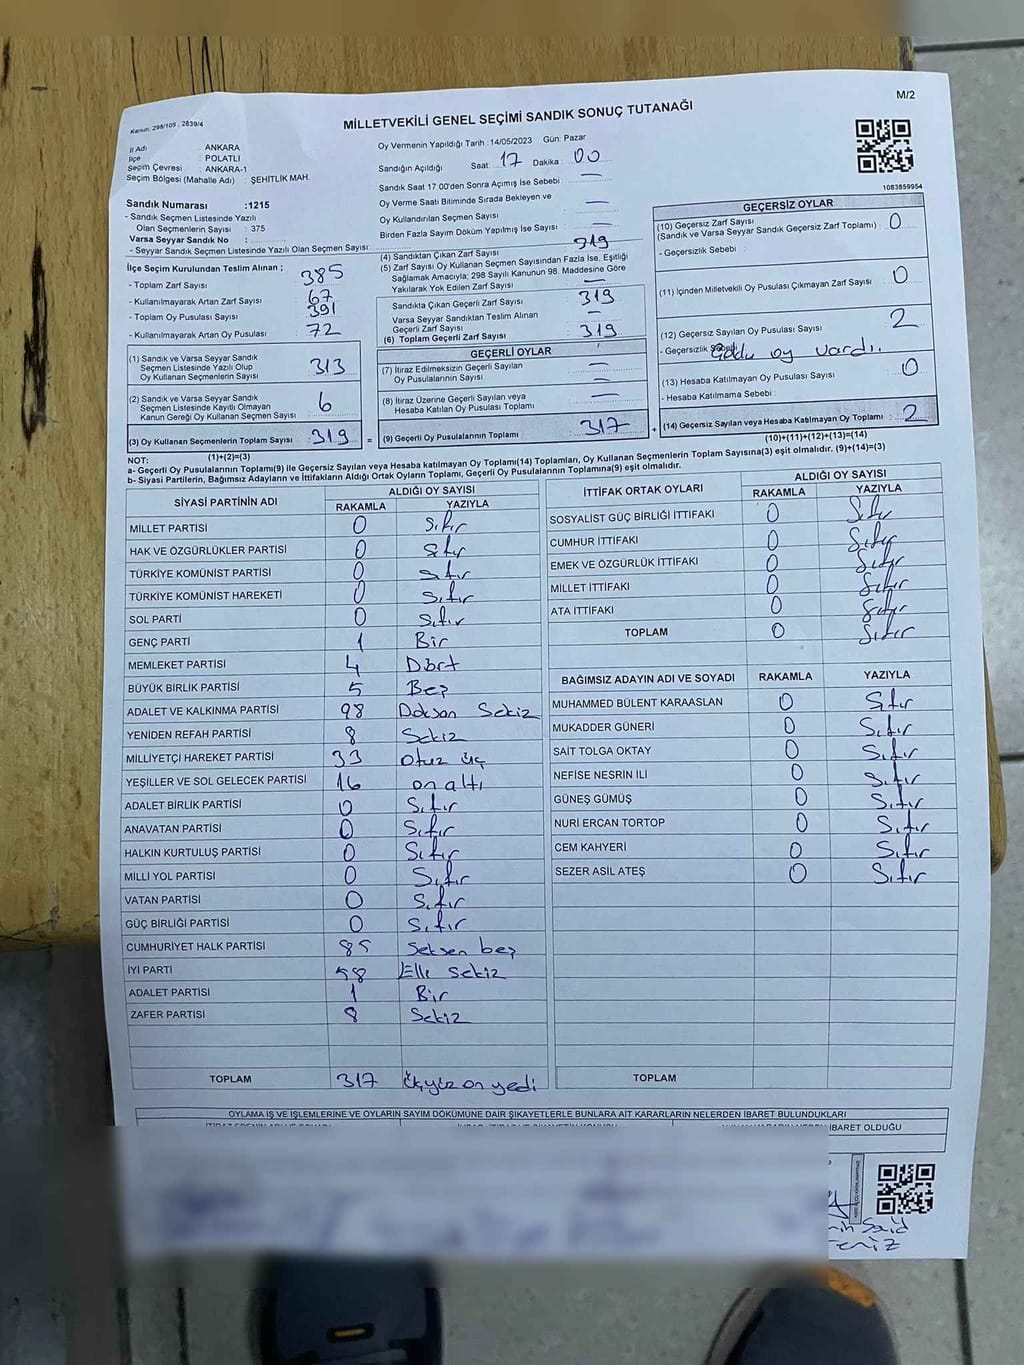 M/2
Kanun, 298/105 , 2839/4
MİLLETVEKİLİ GENEL SEÇİMİ SANDIK SONUÇ TUTANAĞI
İl Adı ANKARA
İlçe POLATLI
Seçim Çevresi : ANKARA-1
Seçim Bölgesi (Mahalle Adı) : ŞEHİTLİK MAH.
Sandık Numarası :1215
- Sandık Seçmen Listesinde Yazılı
Olan Seçmenlerin Sayısı : 375
Varsa Seyyar Sandık No :
- Seyyar Sandık Seçmen Listesinde Yazılı Olan Seçmen Sayısı:
İlçe Seçim Kurulundan Teslim Alınan ;
- Toplam Zarf Sayısı 385
- Kullanılmayarak Artan Zarf Sayısı 67
- Toplam Oy Pusulası Sayısı 391
- Kullanılmayarak Artan Oy Pusulası 72
(1) Sandık ve Varsa Seyyar Sandık
Seçmen Listesinde Yazılı Olup
Oy Kullanan Seçmenlerin Sayısı 313
(2) Sandık ve Varsa Seyyar Sandık
Seçmen Listesinde Kayıtlı Olmayan
Kanun Gereği Oy Kullanan Seçmen Sayısı : 6
(3) Oy Kullanan Seçmenlerin Toplam Sayısı : 319 =
(1)+(2)=(3)
Oy Vermenin Yapıldığı Tarih : 14/05/2023 Gün: Pazar
Sandığın Açıldığı Saat: 17 Dakika : 00
Sandık Saat 17:00'den Sonra Açımış İse Sebebi : —
Oy Verme Saati Bitiminde Sırada Bekleyen ve
Oy Kullandırılan Seçmen Sayısı : —
Birden Fazla Sayım Döküm Yapılmış İse Sayısı : —
(4) Sandıktan Çıkan Zarf Sayısı 319
(5) Zarf Sayısı Oy Kullanan Seçmen Sayısından Fazla İse, Eşitliği
Sağlamak Amacıyla; 298 Sayılı Kanunun 98. Maddesine Göre
Yakılarak Yok Edilen Zarf Sayısı : —
Sandıkta Çıkan Geçerli Zarf Sayısı : 319
Varsa Seyyar Sandıktan Teslim Alınan
Geçerli Zarf Sayısı : —
(6) Toplam Geçerli Zarf Sayısı : 319
GEÇERLİ OYLAR
(7) İtiraz Edilmeksizin Geçerli Sayılan
Oy Pusulalarının Sayısı : —
(8) İtiraz Üzerine Geçerli Sayılan veya
Hesaba Katılan Oy Pusulası Toplamı : —
(9) Geçerli Oy Pusulalarının Toplamı : 317 +
1083859954
GEÇERSİZ OYLAR
(10) Geçersiz Zarf Sayısı
(Sandık ve Varsa Seyyar Sandık Geçersiz Zarf Toplamı) : 0
- Geçersizlik Sebebi :
(11) İçinden Milletvekili Oy Pusulası Çıkmayan Zarf Sayısı : 0
(12) Geçersiz Sayılan Oy Pusulası Sayısı : 2
- Geçersizlik oy vardı.
(13) Hesaba Katılmayan Oy Pusulası Sayısı : 0
- Hesaba Katılmama Sebebi :
(14) Geçersiz Sayılan veya Hesaba Katılmayan Oy Toplamı : 2
(10)+(11)+(12)+(13)=(14)
NOT:
a- Geçerli Oy Pusulalarının Toplamı(9) ile Geçersiz Sayılan veya Hesaba katılmayan Oy Toplamı(14) Toplamları, Oy Kullanan Seçmenlerin Toplam Sayısına(3) eşit olmalıdır. (9)+(14)=(3)
b- Siyasi Partilerin, Bağımsız Adayların ve İttifakların Aldığı Ortak Oyların Toplamı, Geçerli Oy Pusulalarının Toplamına(9) eşit olmalıdır.
SİYASİ PARTİNİN ADI ALDIĞI OY SAYISI
RAKAMLA YAZIYLA
MİLLET PARTİSİ 0 Sıfır
HAK VE ÖZGÜRLÜKLER PARTİSİ 0 Sıfır
TÜRKİYE KOMÜNİST PARTİSİ 0 Sıfır
TÜRKİYE KOMÜNİST HAREKETİ 0 Sıfır
SOL PARTİ 0 Sıfır
GENÇ PARTİ 1 Bir
MEMLEKET PARTİSİ 4 Dört
BÜYÜK BİRLİK PARTİSİ 5 Beş
ADALET VE KALKINMA PARTİSİ 98 Doksan Sekiz
YENİDEN REFAH PARTİSİ 8 Sekiz
MİLLİYETÇİ HAREKET PARTİSİ 33 otuz üç
YEŞİLLER VE SOL GELECEK PARTİSİ 16 on altı
ADALET BİRLİK PARTİSİ 0 Sıfır
ANAVATAN PARTİSİ 0 Sıfır
HALKIN KURTULUŞ PARTİSİ 0 Sıfır
MİLLİ YOL PARTİSİ 0 Sıfır
VATAN PARTİSİ 0 Sıfır
GÜÇ BİRLİĞİ PARTİSİ 0 Sıfır
CUMHURİYET HALK PARTİSİ 85 Seksen beş
İYİ PARTİ 58 Elli Sekiz
ADALET PARTİSİ 1 Bir
ZAFER PARTİSİ 8 Sekiz
TOPLAM 317 üçyüz on yedi
İTTİFAK ORTAK OYLARI ALDIĞI OY SAYISI
RAKAMLA YAZIYLA
SOSYALİST GÜÇ BİRLİĞİ İTTİFAKI 0 Sıfır
CUMHUR İTTİFAKI 0 Sıfır
EMEK VE ÖZGÜRLÜK İTTİFAKI 0 Sıfır
MİLLET İTTİFAKI 0 Sıfır
ATA İTTİFAKI 0 Sıfır
TOPLAM 0 Sıfır
BAĞIMSIZ ADAYIN ADI VE SOYADI RAKAMLA YAZIYLA
MUHAMMED BÜLENT KARAASLAN 0 Sıfır
MUKADDER GÜNERİ 0 Sıfır
SAİT TOLGA OKTAY 0 Sıfır
NEFİSE NESRİN İLİ 0 Sıfır
GÜNEŞ GÜMÜŞ 0 Sıfır
NURİ ERCAN TORTOP 0 Sıfır
CEM KAHYERİ 0 Sıfır
SEZER ASİL ATEŞ 0 Sıfır
TOPLAM
OYLAMA İŞ VE İŞLEMLERİNE VE OYLARIN SAYIM DÖKÜMÜNE DAİR ŞİKAYETLERLE BUNLARA AİT KARARLARIN NELERDEN İBARET BULUNDUKLARI
İBARET OLDUĞU